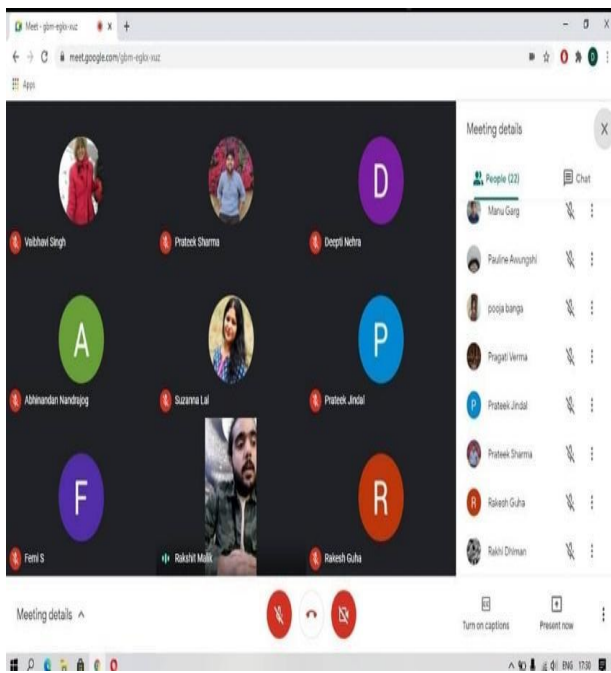 Meet - gbm-egkx-xuz
meet.google.com/gbm-egkx-xuz
D
Apps
Vaibhavi Singh
Prateek Sharma
D
Deepti Nehra
A
Abhinandan Nandrajog
Suzanna Lal
P
Prateek Jindal
F
Femi S
Rakshit Malik
R
Rakesh Guha
Meeting details
People (22)
Chat
Manu Garg
Pauline Awungshi
pooja banga
Pragati Verma
P
Prateek Jindal
Prateek Sharma
R
Rakesh Guha
Rakhi Dhiman
Meeting details
Turn on captions
Present now
ENG 17:30